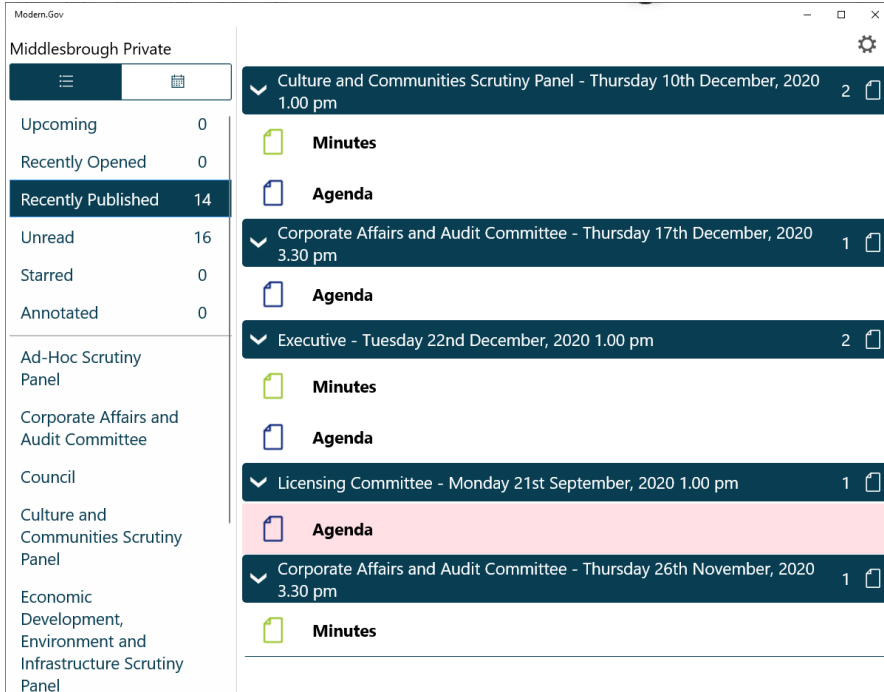 Modern.Gov
Middlesbrough Private
Upcoming 0
Recently Opened 0
Recently Published 14
Unread 16
Starred 0
Annotated 0
Ad-Hoc Scrutiny
Panel
Corporate Affairs and
Audit Committee
Council
Culture and
Communities Scrutiny
Panel
Economic
Development,
Environment and
Infrastructure Scrutiny
Panel
Culture and Communities Scrutiny Panel - Thursday 10th December, 2020
1.00 pm
2
Minutes
Agenda
Corporate Affairs and Audit Committee - Thursday 17th December, 2020
3.30 pm
1
Agenda
Executive - Tuesday 22nd December, 2020 1.00 pm 2
Minutes
Agenda
Licensing Committee - Monday 21st September, 2020 1.00 pm 1
Agenda
Corporate Affairs and Audit Committee - Thursday 26th November, 2020
3.30 pm
1
Minutes